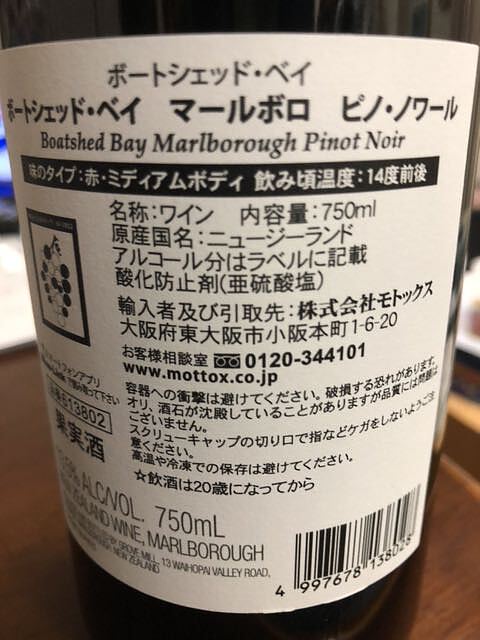 ボートシェッド・ベイ
ボートシェッド・ベイ マールボロ ピノ・ノワール
Boatshed Bay Marlborough Pinot Noir
味のタイプ:赤・ミディアムボディ 飲み頃温度:14度前後
名称:ワイン 内容量:750ml
原産国名:ニュージーランド
アルコール分はラベルに記載
酸化防止剤(亜硫酸塩)
輸入者及び引取先:株式会社モトックス
大阪府東大阪市小阪本町1-6-20
お客様相談室 0120-344101
www.mottox.co.jp
容器への衝撃は避けてください。破損する恐れがあります。
オリ、酒石が沈殿していることがありますが品質には問題は
ございません。
スクリューキャップの切り口で指などケガをしないようご注
意ください。
高温や冷凍での保存は避けてください。
フォンアプリ
613802
果実酒
☆飲酒は20歳になってから
% ALC/VOL. 750mL
ZEALAND WINE, MARLBOROUGH
GROVE MILL, 13 WAIHOPAI VALLEY ROAD,
NEW ZEALAND
4 997678 138028